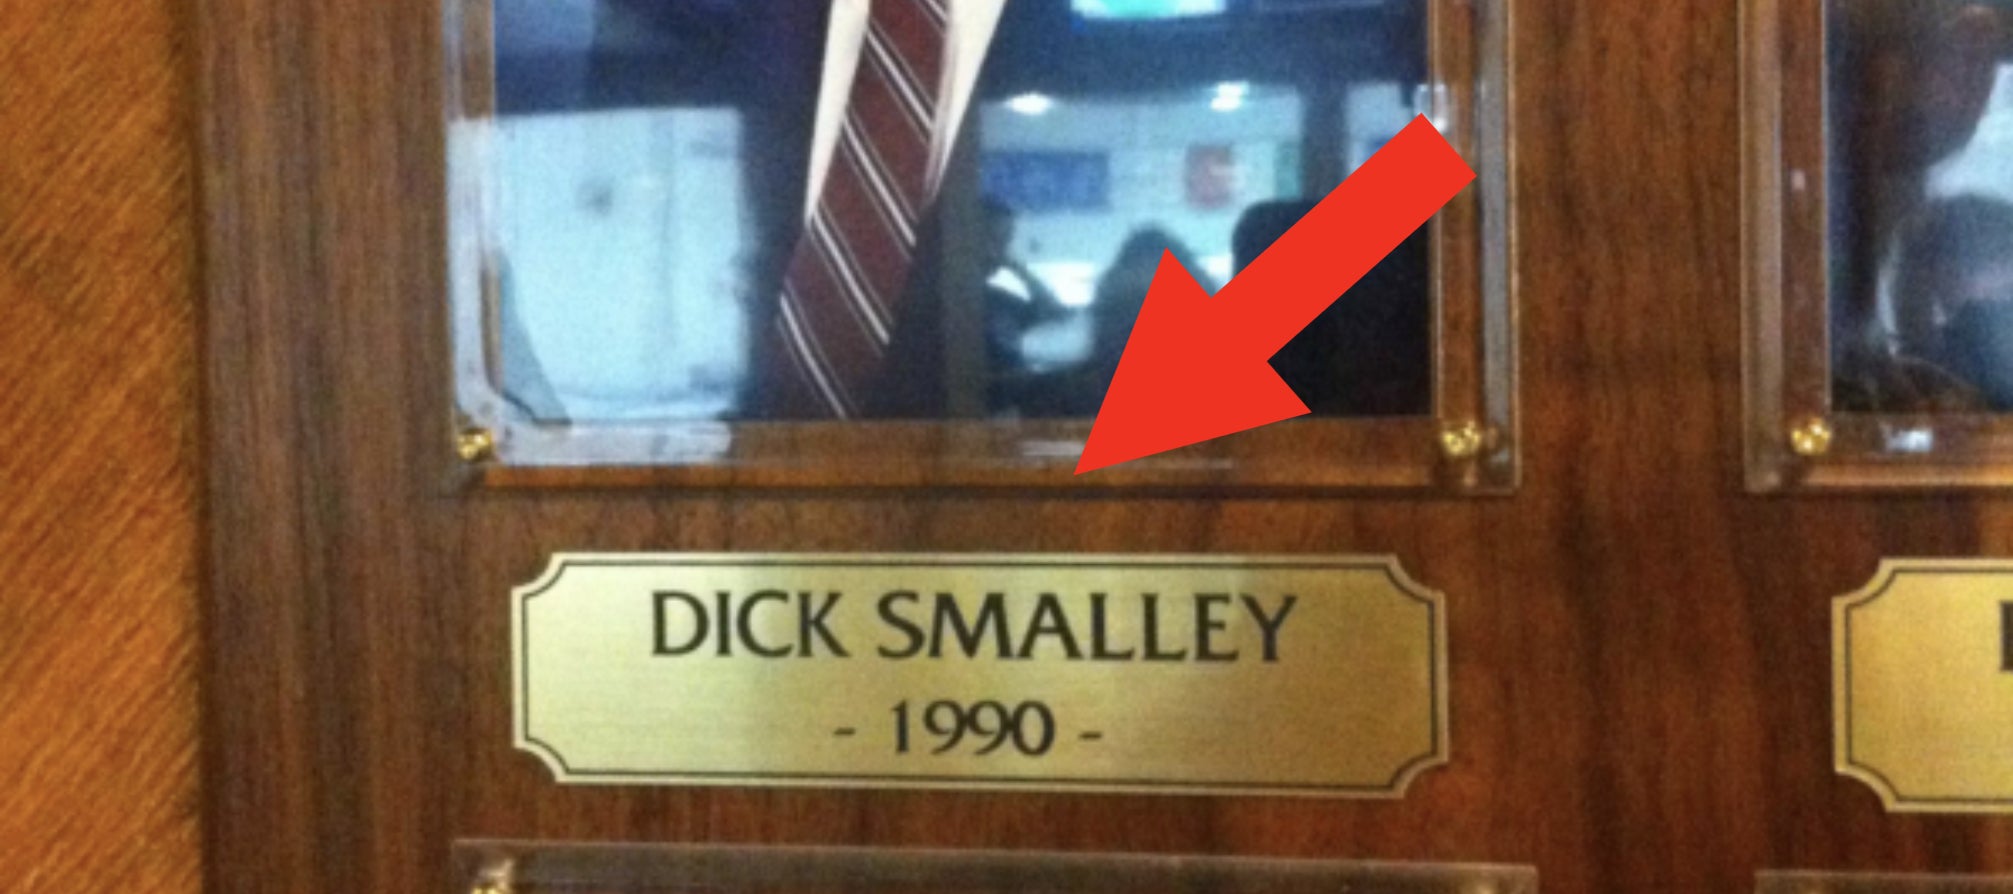 DICK SMALLEY
- 1990 -